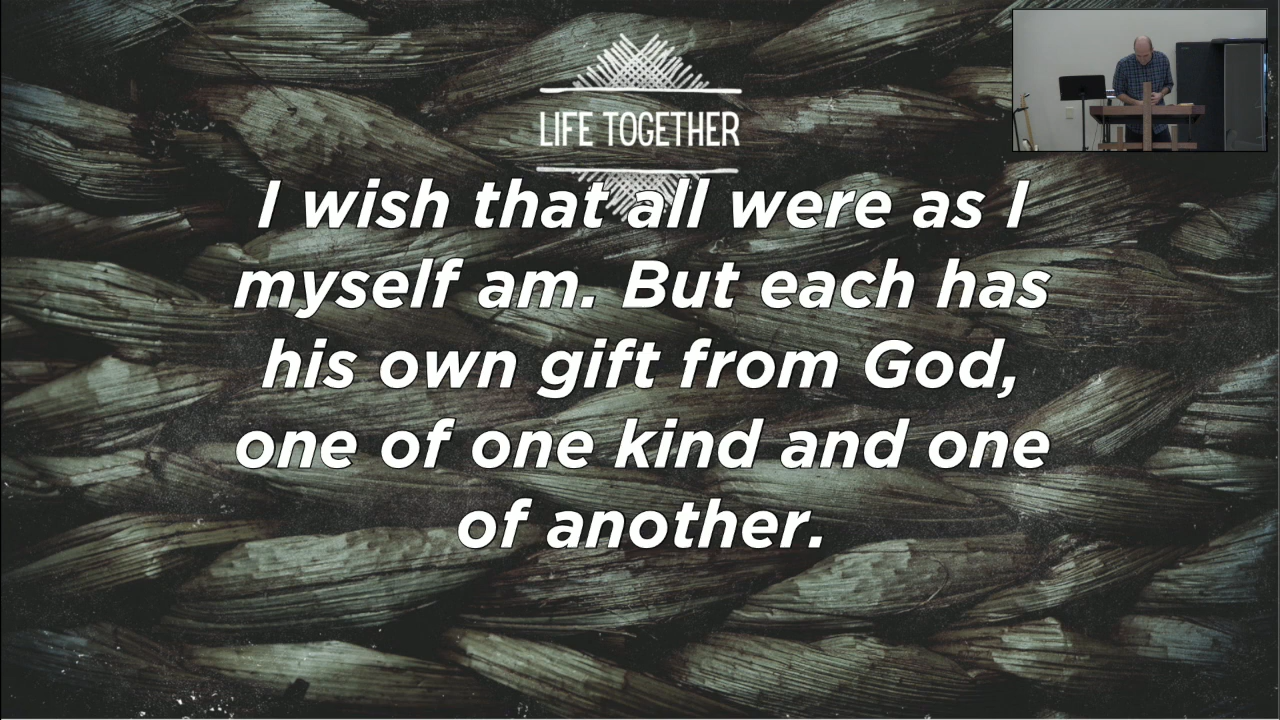 LIFE TOGETHER
I wish that all were as I
myself am. But each has
his own gift from God,
one of one kind and one
of another.